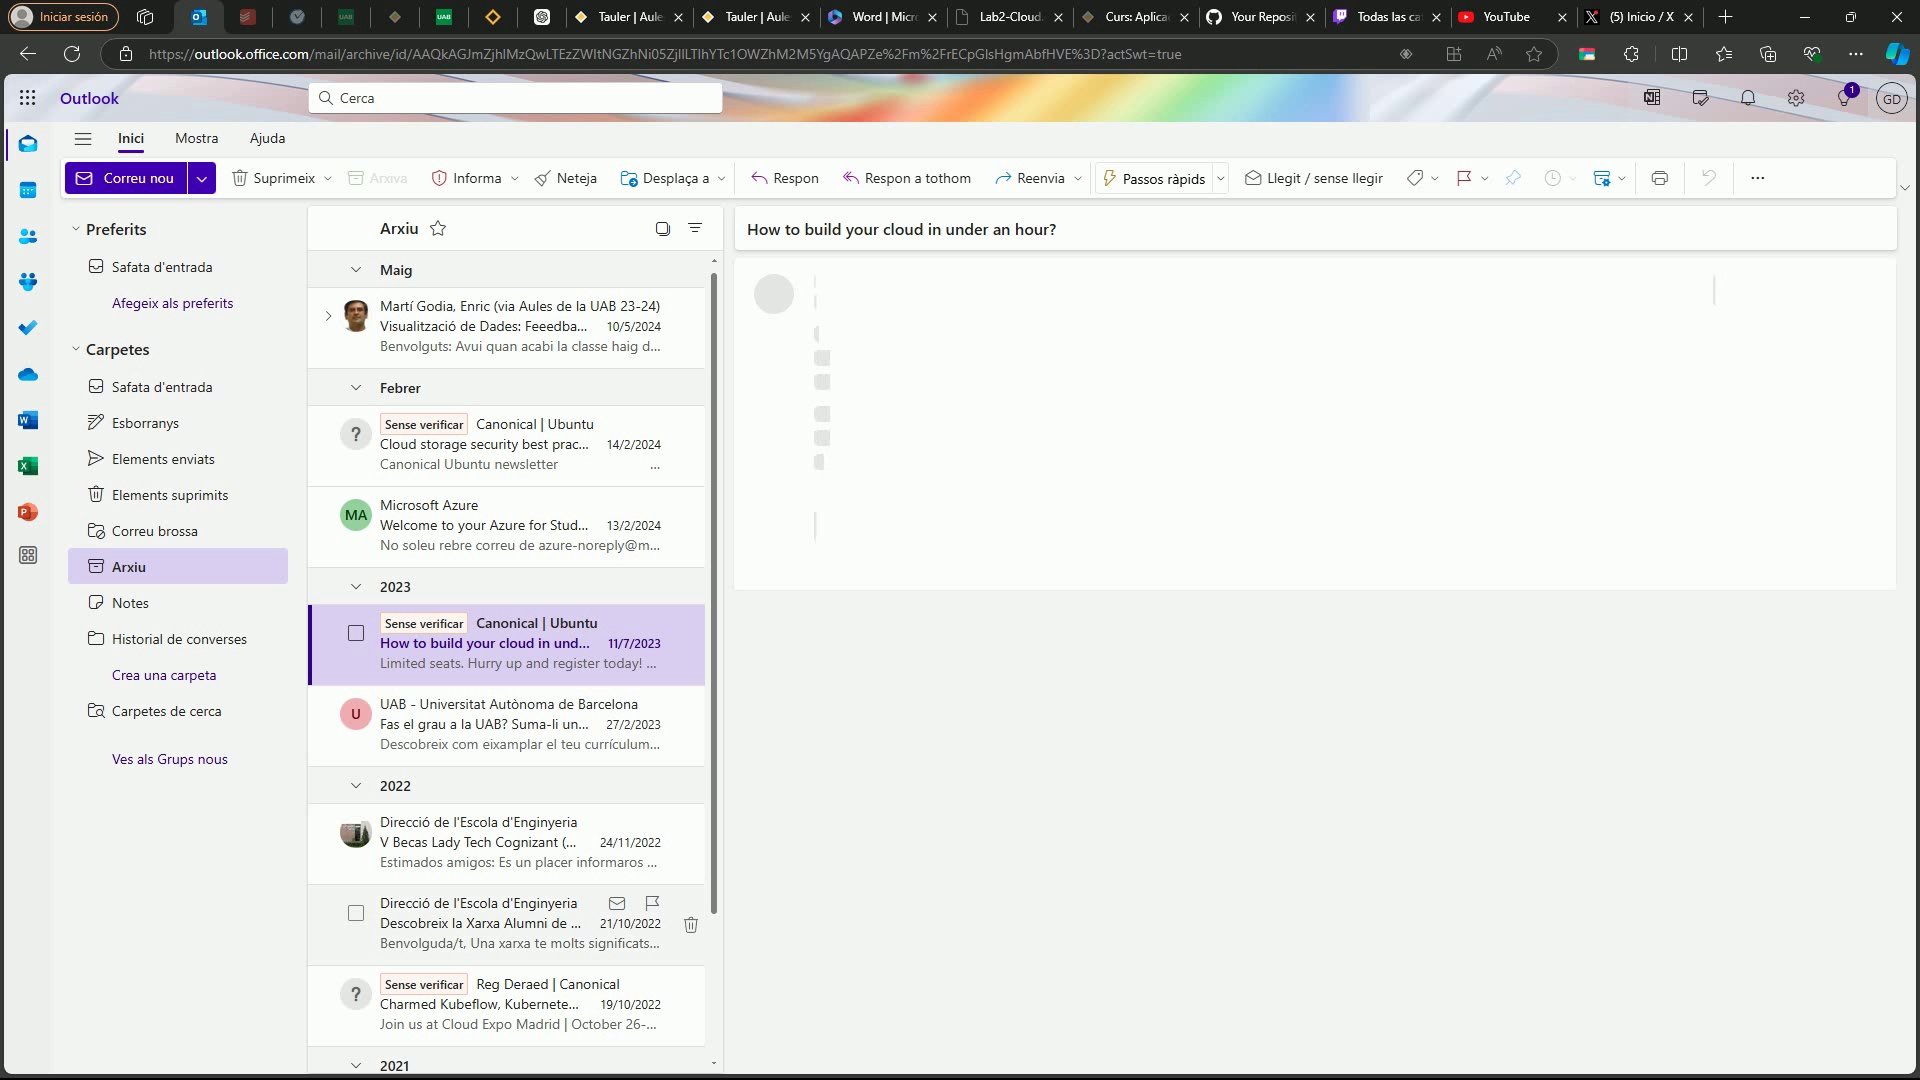 Iniciar sesión
Tauler | Aule
Tauler | Aule
Word | Micr
Lab2-Cloud.
Curs: Aplica
Your Reposi
Todas las ca
YouTube
(5) Inicio / X
https://outlook.office.com/mail/archive/id/AAQkAGJmZjhlMzQwLTEzZWItNGZhNi05ZjllLTlhYTc1OWZhM2M5YgAQAPZe%2Fm%2FrECpGlsHgmAbfHVE%3D?actSwt=true
Outlook
Cerca
1
GD
Inici
Mostra
Ajuda
Correu nou
Suprimeix
Arxiva
Informa
Neteja
Desplaça a
Respon
Respon a tothom
Reenvia
Passos ràpids
Llegit / sense llegir
Preferits
Safata d'entrada
Afegeix als preferits
Carpetes
Safata d'entrada
Esborranys
Elements enviats
Elements suprimits
Correu brossa
Arxiu
Notes
Historial de converses
Crea una carpeta
Carpetes de cerca
Ves als Grups nous
Arxiu
Maig
Martí Godia, Enric (via Aules de la UAB 23-24)
Visualització de Dades: Feeedba... 10/5/2024
Benvolguts: Avui quan acabi la classe haig d...
Febrer
? Sense verificar Canonical | Ubuntu
Cloud storage security best prac... 14/2/2024
Canonical Ubuntu newsletter ...
MA Microsoft Azure
Welcome to your Azure for Stud... 13/2/2024
No soleu rebre correu de azure-noreply@m...
2023
Sense verificar Canonical | Ubuntu
How to build your cloud in und... 11/7/2023
Limited seats. Hurry up and register today! ...
U UAB - Universitat Autònoma de Barcelona
Fas el grau a la UAB? Suma-li un... 27/2/2023
Descobreix com eixamplar el teu currículum...
2022
Direcció de l'Escola d'Enginyeria
V Becas Lady Tech Cognizant (... 24/11/2022
Estimados amigos: Es un placer informaros ...
Direcció de l'Escola d'Enginyeria
Descobreix la Xarxa Alumni de ... 21/10/2022
Benvolguda/t, Una xarxa te molts significats...
? Sense verificar Reg Deraed | Canonical
Charmed Kubeflow, Kubernete... 19/10/2022
Join us at Cloud Expo Madrid | October 26-...
2021
How to build your cloud in under an hour?